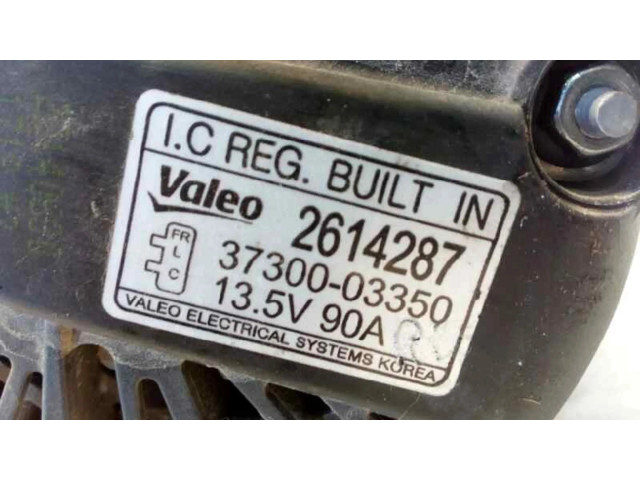 I.C REG. BUILT IN
Valeo 2614287
FR
L
C
37300-03350
13.5V 90A
VALEO ELECTRICAL SYSTEMS KOREA